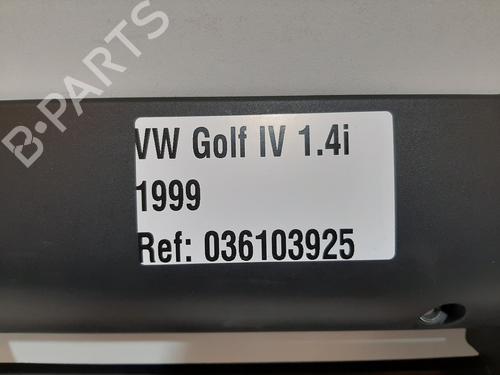 B-PARTS
VW Golf IV 1.4i
1999
Ref: 036103925